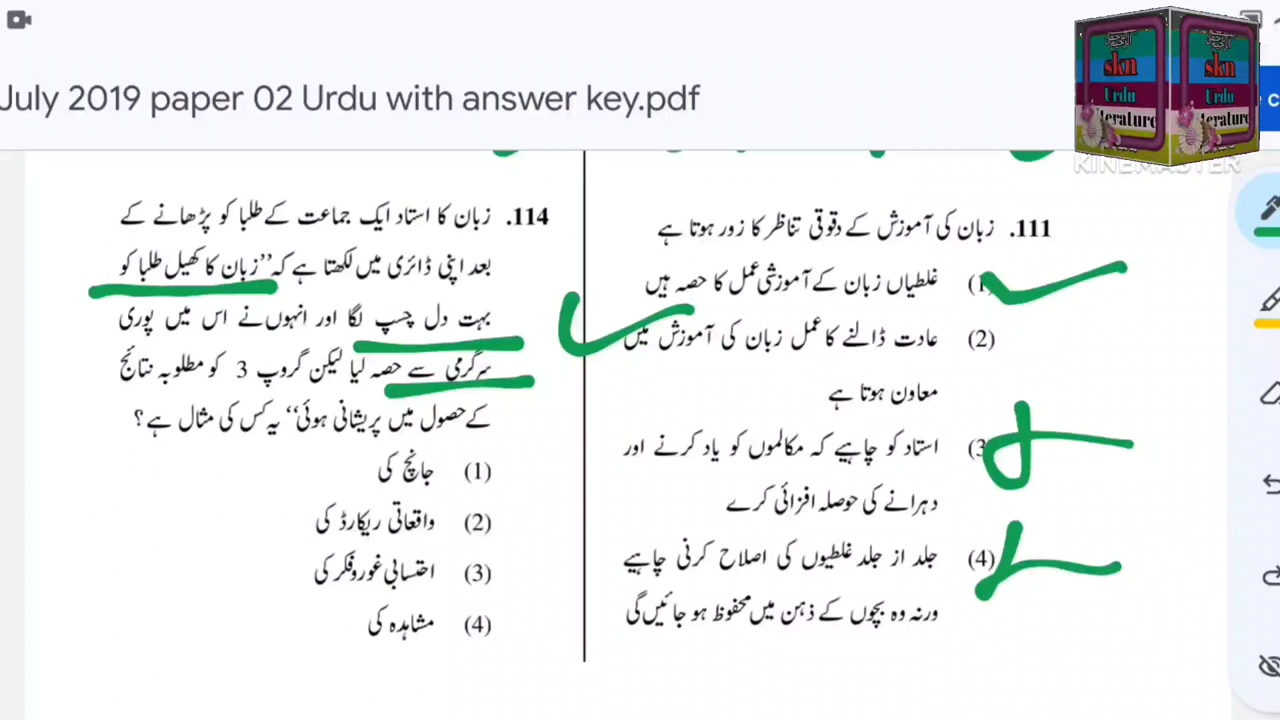 July 2019 paper 02 Urdu with answer key.pdf
skn
Urdu
skn
Urdu
Literature
KINEMASTER
111. زبان کی آموزش کے وقوقی تناظر کا زور ہوتا ہے
(1) غلطیاں زبان کے آموزشی عمل کا حصہ ہیں
(2) عادت ڈالنے کا عمل زبان کی آموزش میں
معاون ہوتا ہے
(3) استاد کو چاہیے کہ مکالموں کو یاد کرنے اور
دہرانے کی حوصلہ افزائی کرے
(4) جلد از جلد غلطیوں کی اصلاح کرنی چاہیے
ورنہ وہ بچوں کے ذہن میں محفوظ ہو جائیں گی
114. زبان کا استاد ایک جماعت کے طلبا کو پڑھانے کے
بعد اپنی ڈائری میں لکھتا ہے کہ ”زبان کا کھیل طلبا کو
بہت دل چسپ لگا اور انہوں نے اس میں پوری
سرگرمی سے حصہ لیا لیکن گروپ 3 کو مطلوبہ نتائج
کے حصول میں پریشانی ہوئی“ یہ کس کی مثال ہے؟
(1) جانچ کی
(2) واقعاتی ریکارڈ کی
(3) احتسابی غور و فکر کی
(4) مشاہدہ کی